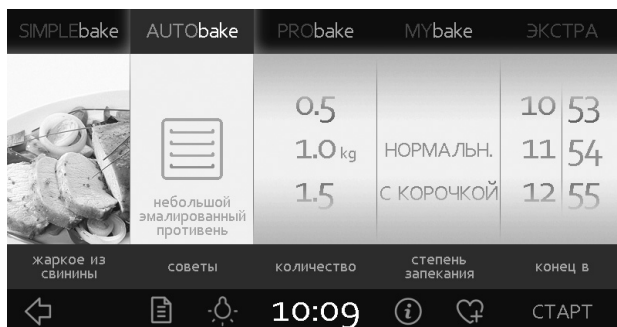 SIMPLEbake AUTObake PRObake MYbake ЭКСТРА
0.5 10 53
1.0 kg НОРМАЛЬН. 11 54
1.5 С КОРОЧКОЙ 12 55
небольшой
эмалированный
противень
жаркое из
свинины
советы
количество
степень
запекания
конец в
10:09 i СТАРТ